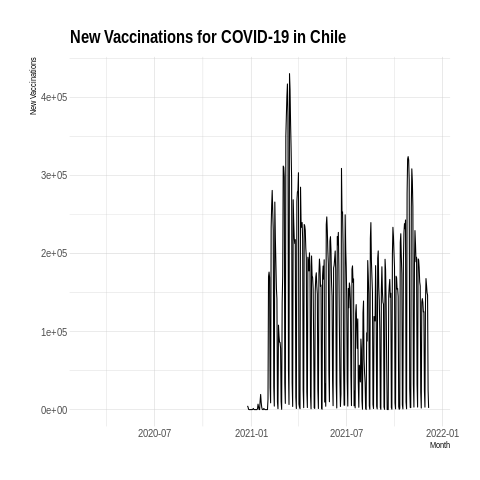 New Vaccinations for COVID-19 in Chile
New Vaccinations
4e+05
3e+05
2e+05
1e+05
0e+00
2020-07
2021-01
2021-07
2022-01
Month